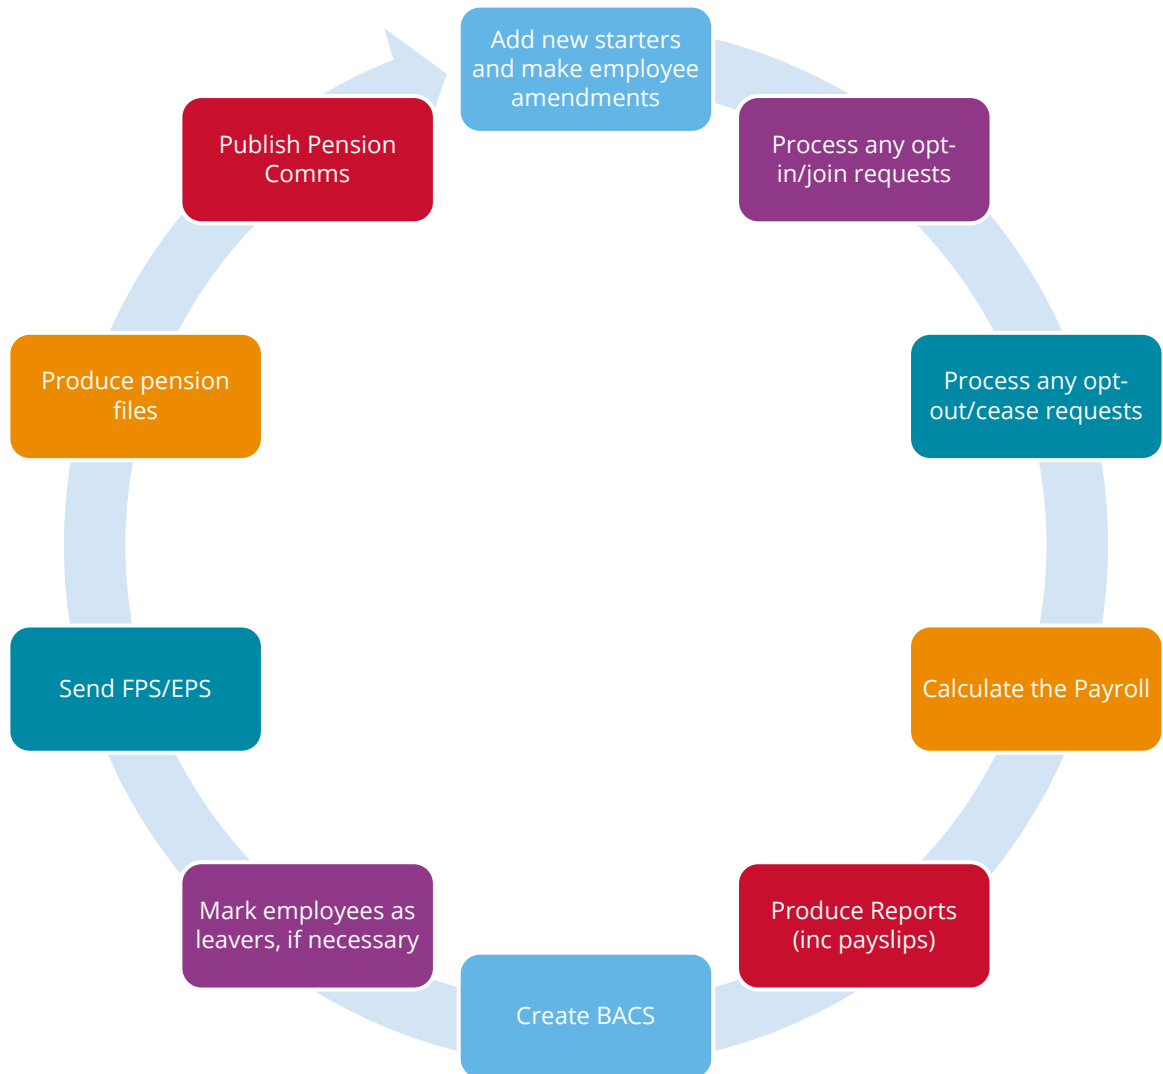 Add new starters
and make employee
amendments
Process any opt-
in/join requests
Process any opt-
out/cease requests
Calculate the Payroll
Produce Reports
(inc payslips)
Create BACS
Mark employees as
leavers, if necessary
Send FPS/EPS
Produce pension
files
Publish Pension
Comms